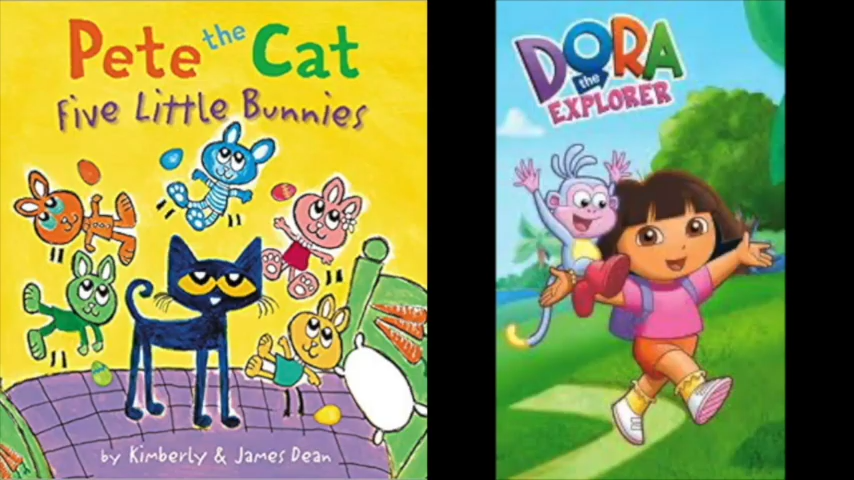 Pete the Cat
Five Little Bunnies
by Kimberly & James Dean
DORA
the
EXPLORER